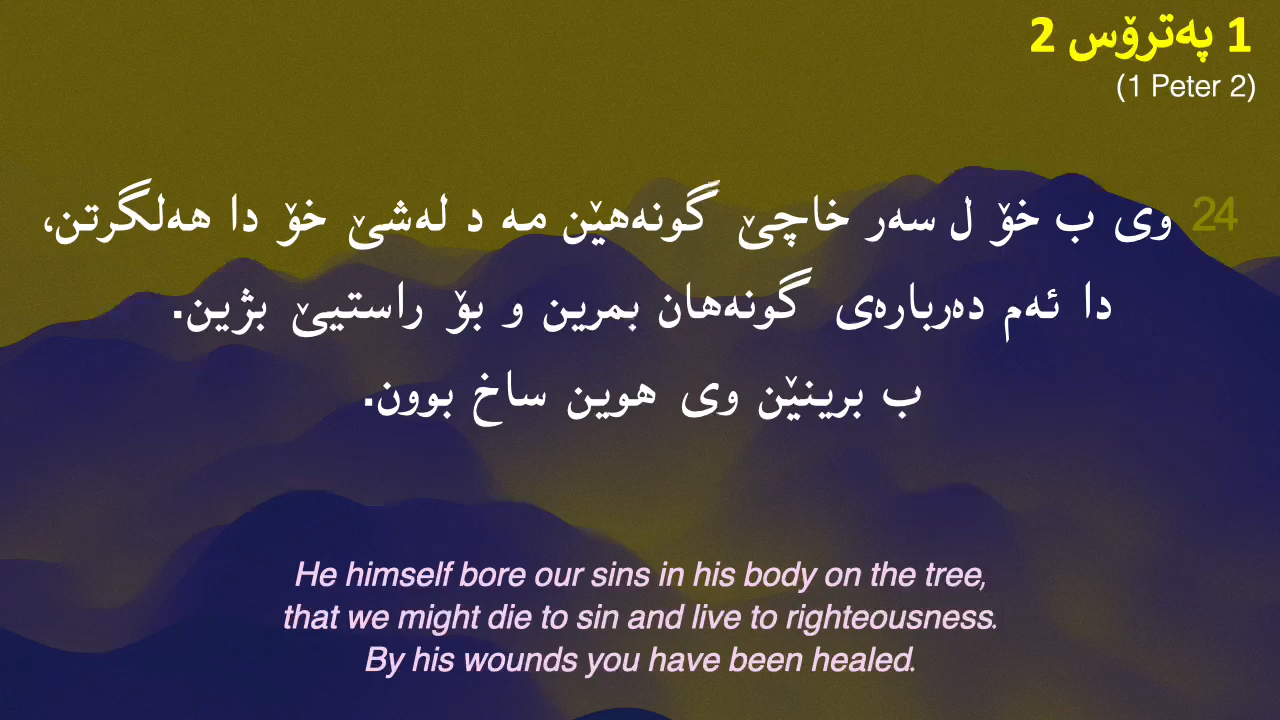 1 پەترۆس 2
(1 Peter 2)
24 وی ب خۆ ل سەر خاچێ گونەهێن مە د لەشێ خۆ دا هەلگرتن،
دا ئەم دەربارەی گونەهان بمرین و بۆ راستیێ بژین.
ب برینێن وی هوین ساخ بوون.
He himself bore our sins in his body on the tree,
that we might die to sin and live to righteousness.
By his wounds you have been healed.